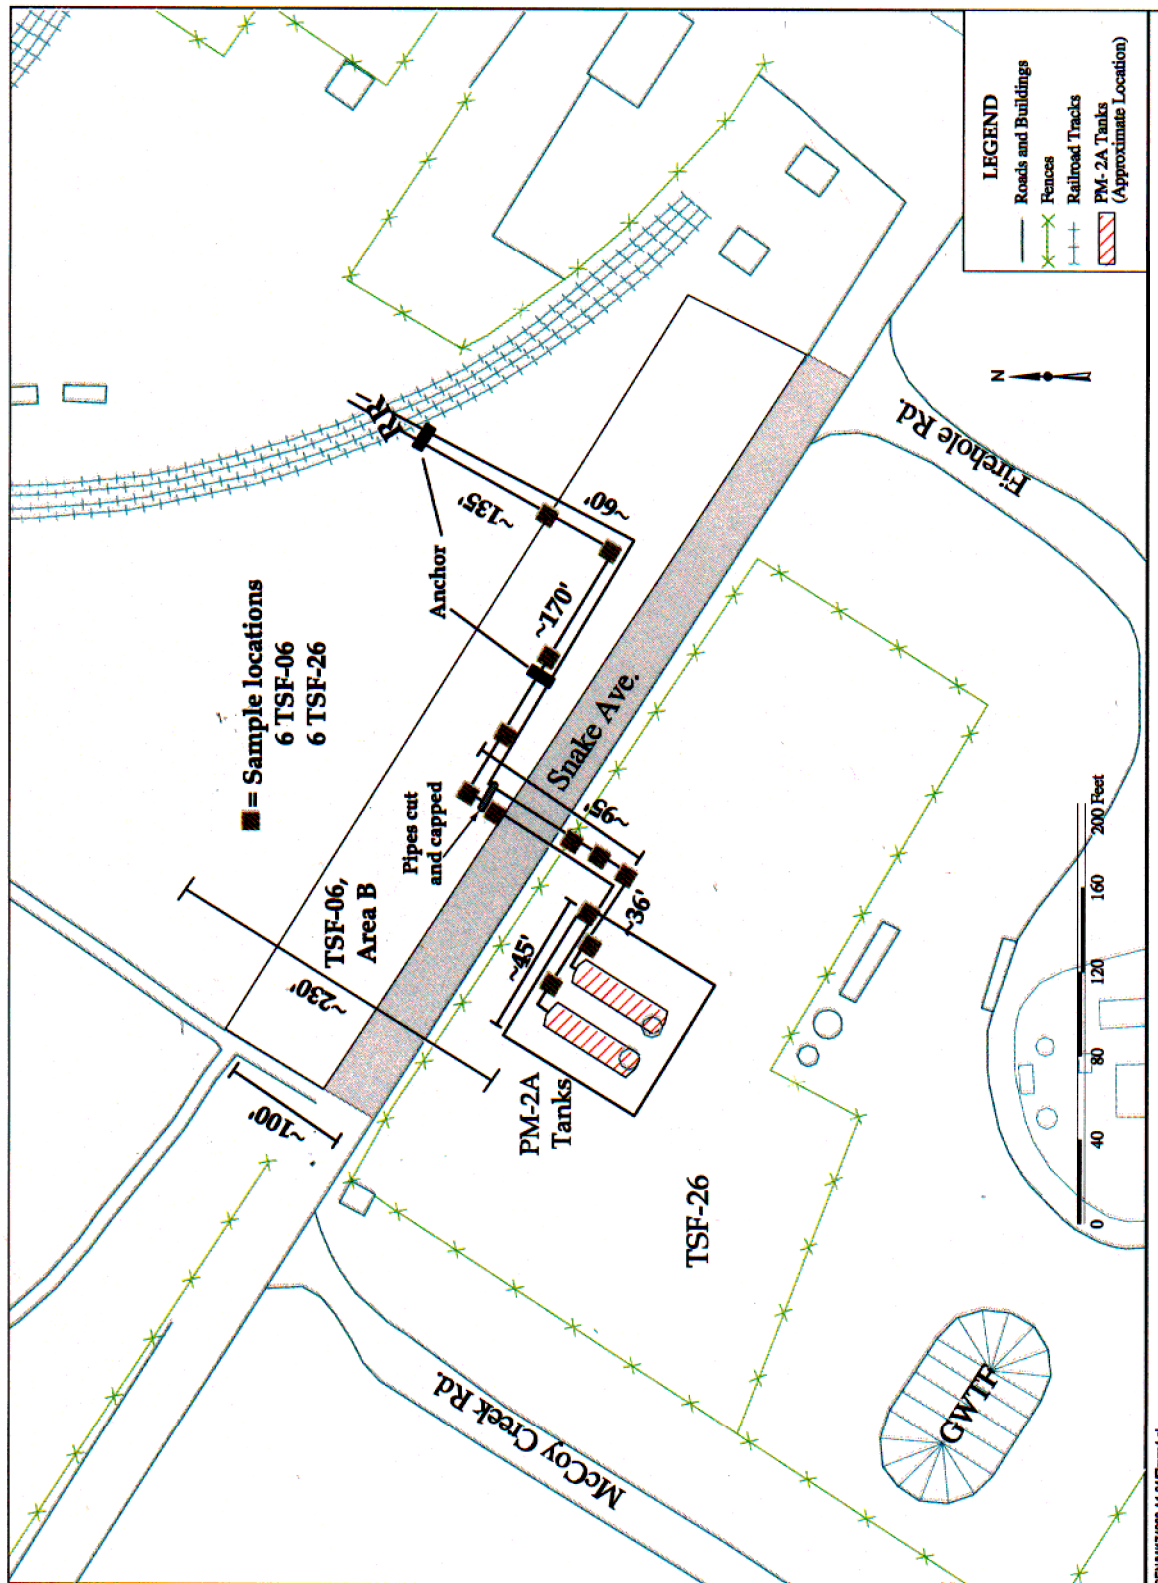 = Sample locations
6 TSF-06
6 TSF-26
TSF-06,
Area B
~230'
~100'
Pipes cut
and capped
Anchor
~135'
RR
~60'
~170'
Snake Ave.
~95'
~36'
~45'
PM-2A
Tanks
TSF-26
McCoy Creek Rd.
Firehole Rd.
GWTF
N
0 40 80 120 160 200 Feet
LEGEND
Roads and Buildings
Fences
Railroad Tracks
PM-2A Tanks
(Approximate Location)